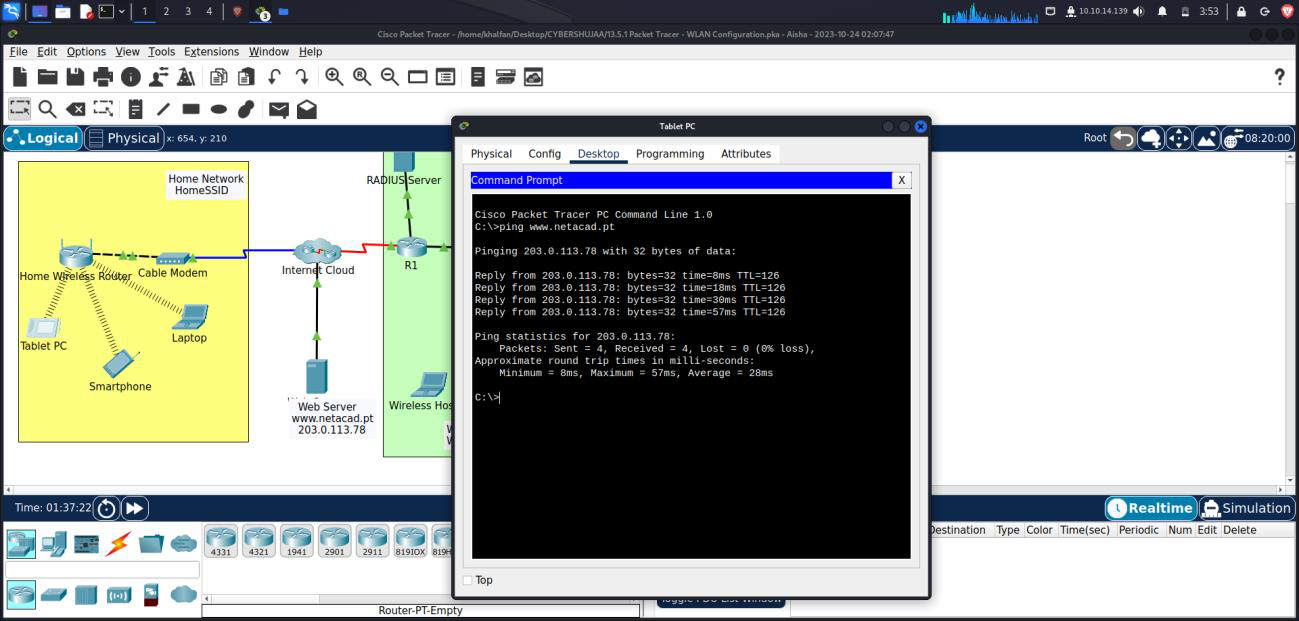 1 2 3 4
3
10.10.14.139
3:53
Cisco Packet Tracer - /home/khalfan/Desktop/CYBERSHUJAA/13.5.1 Packet Tracer - WLAN Configuration.pka - Aisha - 2023-10-24 02:07:47
File Edit Options View Tools Extensions Window Help
?
Logical Physical x: 654, y: 210
Root 08:20:00
Home Network
HomeSSID
RADIUS Server
Home Wireless Router Cable Modem
Internet Cloud
R1
Tablet PC
Laptop
Smartphone
Web Server
www.netacad.pt
203.0.113.78
Wireless Hos
Tablet PC
Physical Config Desktop Programming Attributes
Command Prompt X
Cisco Packet Tracer PC Command Line 1.0
C:\>ping www.netacad.pt
Pinging 203.0.113.78 with 32 bytes of data:
Reply from 203.0.113.78: bytes=32 time=8ms TTL=126
Reply from 203.0.113.78: bytes=32 time=18ms TTL=126
Reply from 203.0.113.78: bytes=32 time=30ms TTL=126
Reply from 203.0.113.78: bytes=32 time=57ms TTL=126
Ping statistics for 203.0.113.78:
Packets: Sent = 4, Received = 4, Lost = 0 (0% loss),
Approximate round trip times in milli-seconds:
Minimum = 8ms, Maximum = 57ms, Average = 28ms
C:\>
Top
Time: 01:37:22
Realtime Simulation
4331 4321 1941 2901 2911 819IOX 819H
Destination Type Color Time(sec) Periodic Num Edit Delete
Router-PT-Empty
Toggle PDU List Window